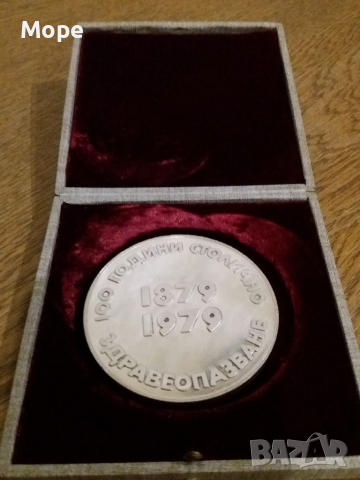 Море
100 ГОДИНИ СТОЛИЧНО
1879
1979
ЗДРАВЕОПАЗВАНЕ
BAZAR